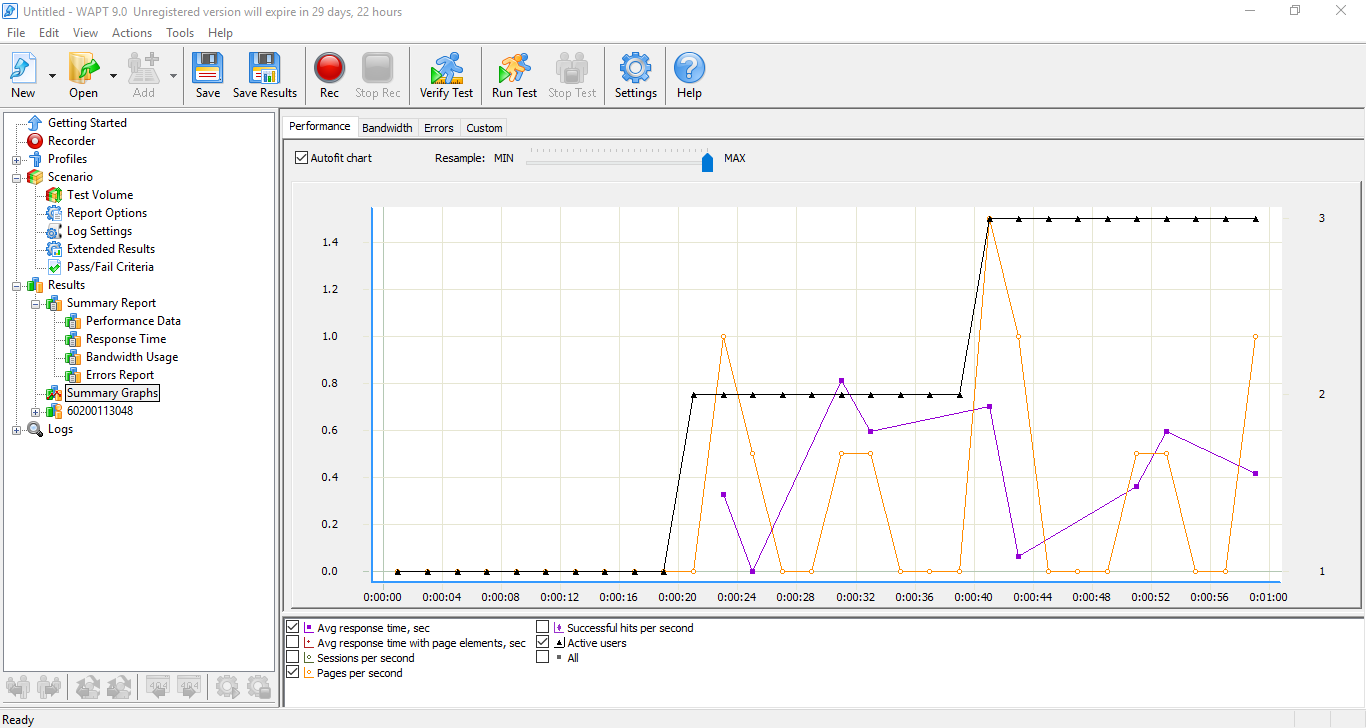 Untitled - WAPT 9.0  Unregistered version will expire in 29 days, 22 hours
File Edit View Actions Tools Help
New Open Add Save Save Results Rec Stop Rec Verify Test Run Test Stop Test Settings Help
Getting Started
Recorder
Profiles
Scenario
Test Volume
Report Options
Log Settings
Extended Results
Pass/Fail Criteria
Results
Summary Report
Performance Data
Response Time
Bandwidth Usage
Errors Report
Summary Graphs
60200113048
Logs
404 404
Performance Bandwidth Errors Custom
Autofit chart Resample: MIN MAX
3
1.4
1.2
1.0
0.8
2
0.6
0.4
0.2
0.0 1
0:00:00 0:00:04 0:00:08 0:00:12 0:00:16 0:00:20 0:00:24 0:00:28 0:00:32 0:00:36 0:00:40 0:00:44 0:00:48 0:00:52 0:00:56 0:01:00
Avg response time, sec Successful hits per second
Avg response time with page elements, sec Active users
Sessions per second All
Pages per second
Ready